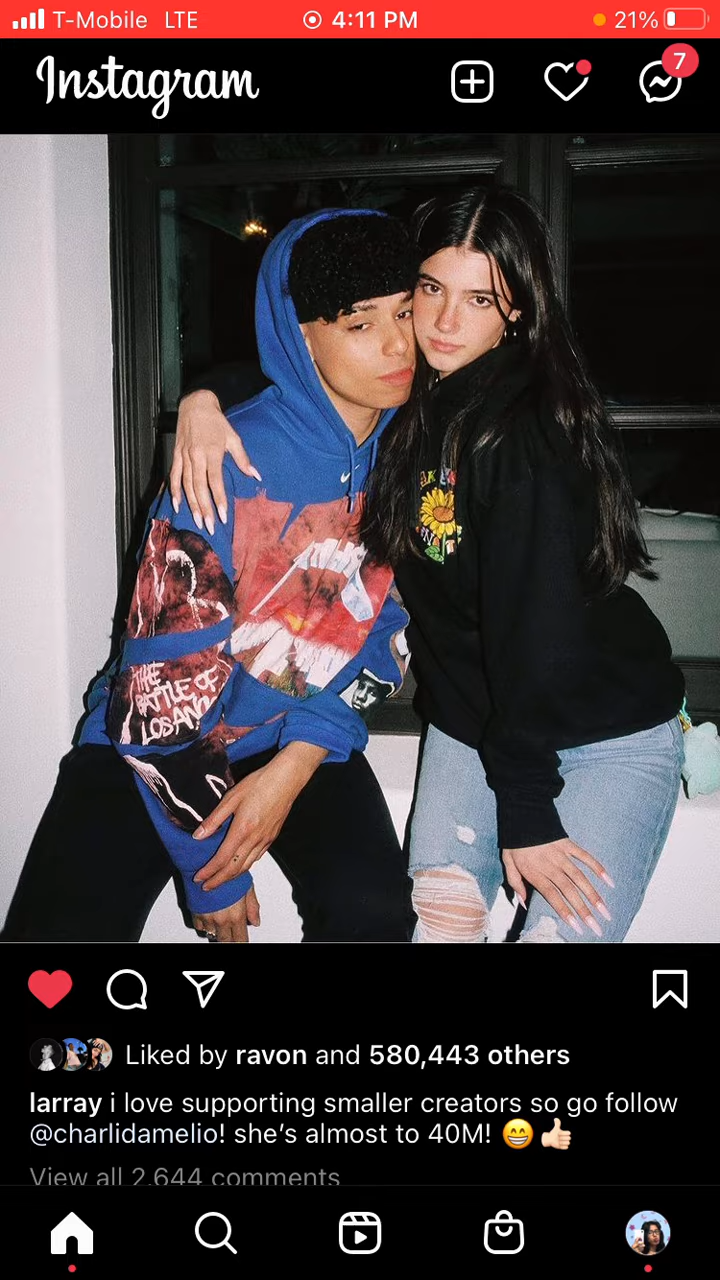 T-Mobile LTE 4:11 PM 21%
Instagram
7
THE
BATTLE OF
LOS ANG
larray i love supporting smaller creators so go follow
@charlidamelio! she's almost to 40M! 😁👍🏻
Liked by ravon and 580,443 others
View all 2,644 comments